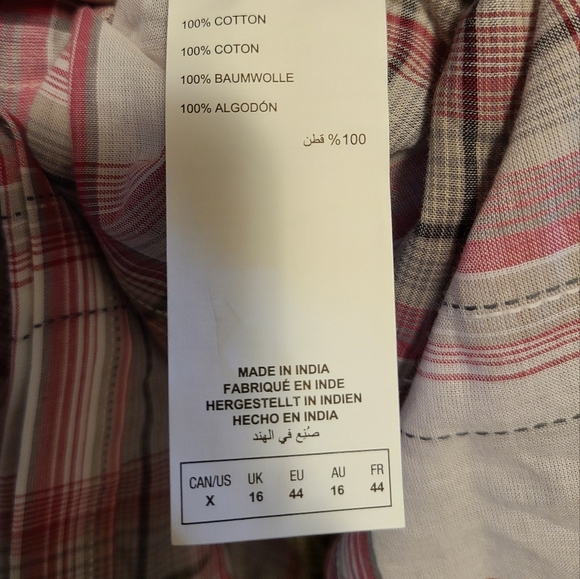 100% COTTON
100% COTON
100% BAUMWOLLE
100% ALGODÓN
100% قطن
MADE IN INDIA
FABRIQUÉ EN INDE
HERGESTELLT IN INDIEN
HECHO EN INDIA
صُنِع في الهند
CAN/US UK EU AU FR
X 16 44 16 44